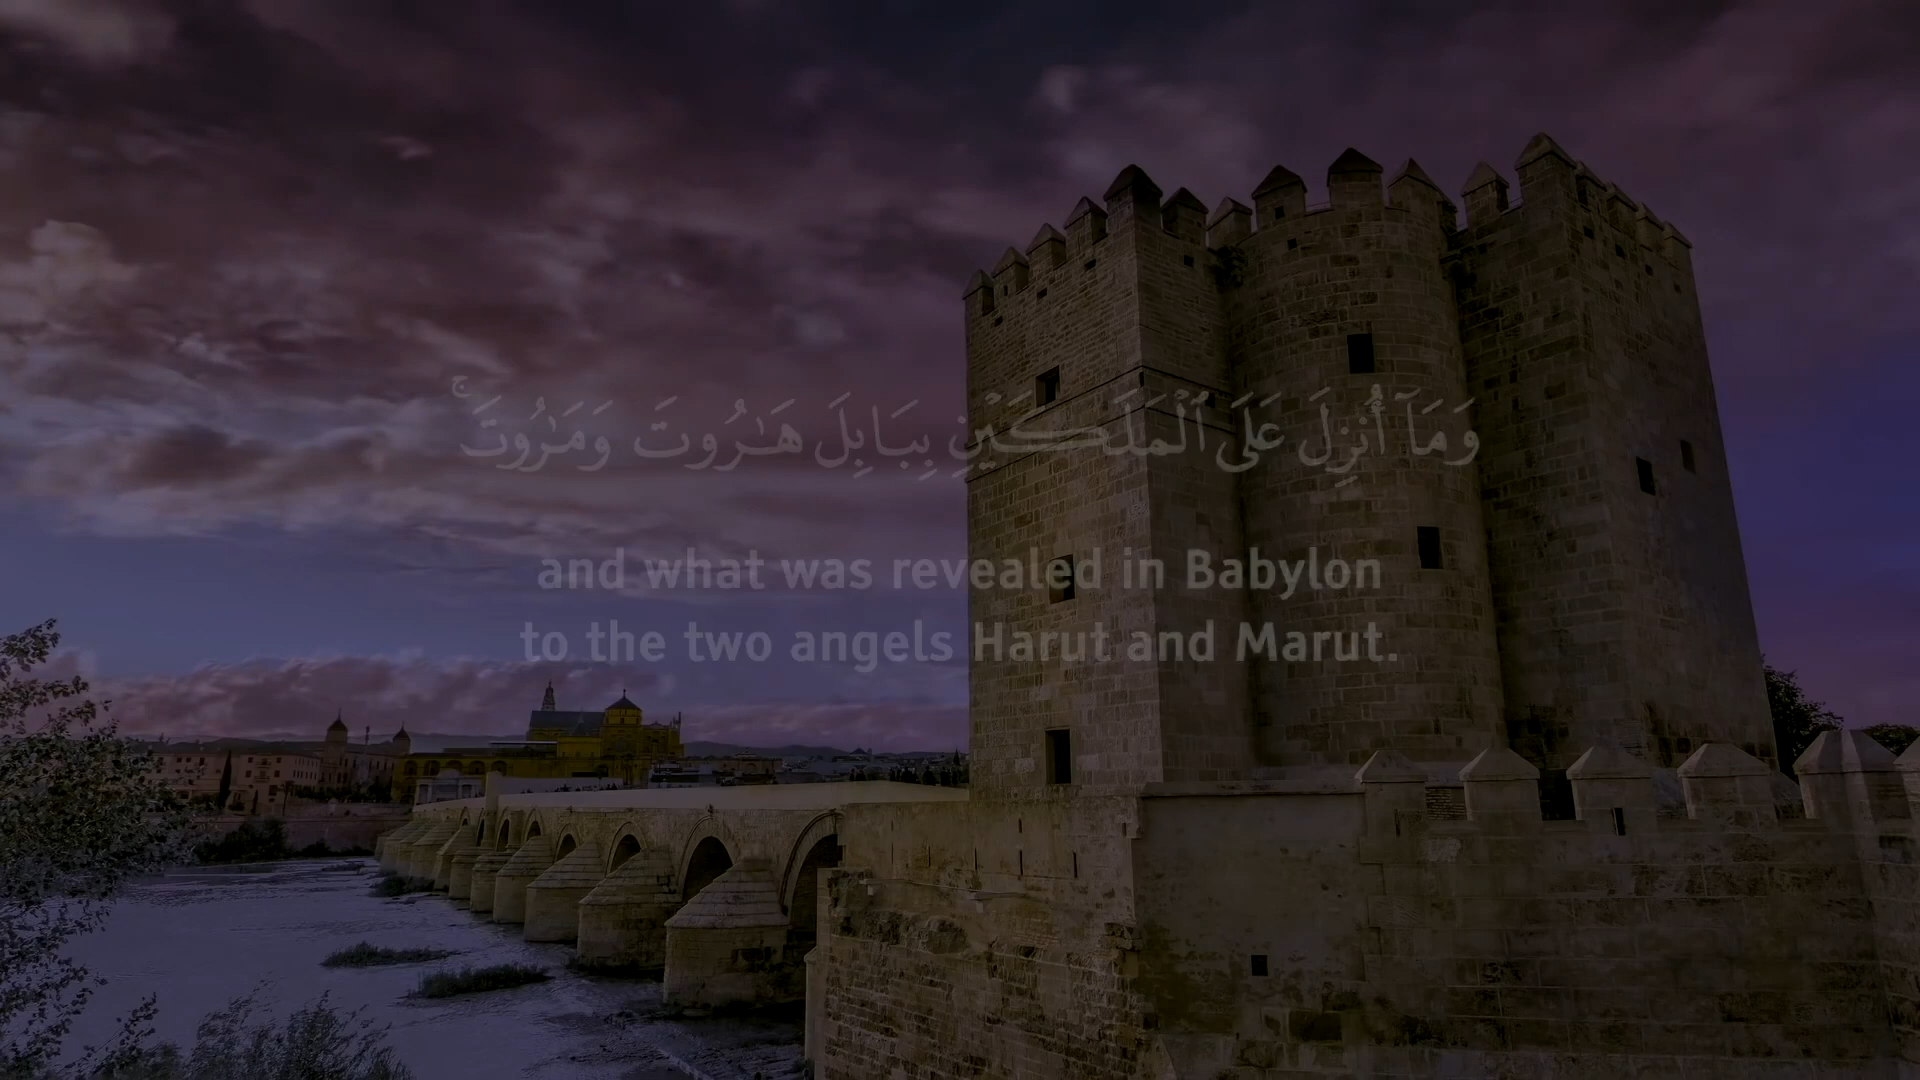 وَمَآ أُنزِلَ عَلَى ٱلْمَلَكَيْنِ بِبَابِلَ هَـٰرُوتَ وَمَـٰرُوتَ ۚ
and what was revealed in Babylon
to the two angels Harut and Marut.